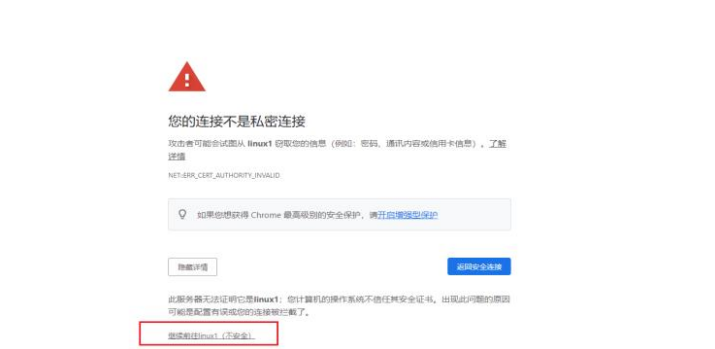 您的连接不是私密连接
攻击者可能会试图从 linux1 窃取您的信息（例如：密码、通讯内容或信用卡信息）。了解
详情
NET::ERR_CERT_AUTHORITY_INVALID
如果您想获得 Chrome 最高级别的安全保护，请开启增强型保护
隐藏详情
返回安全连接
此服务器无法证明它是linux1；您计算机的操作系统不信任其安全证书。出现此问题的原因
可能是配置有误或您的连接被拦截了。
继续前往linux1（不安全）